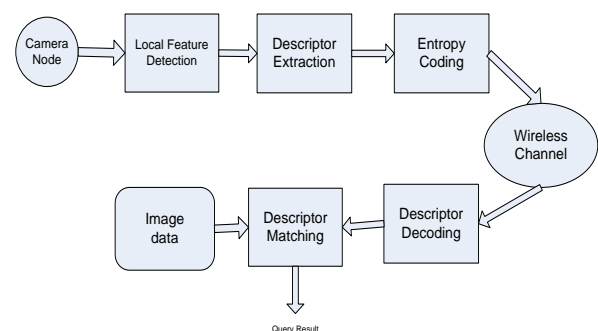 Camera
Node
Local Feature
Detection
Descriptor
Extraction
Entropy
Coding
Wireless
Channel
Image
data
Descriptor
Matching
Descriptor
Decoding
Query Result